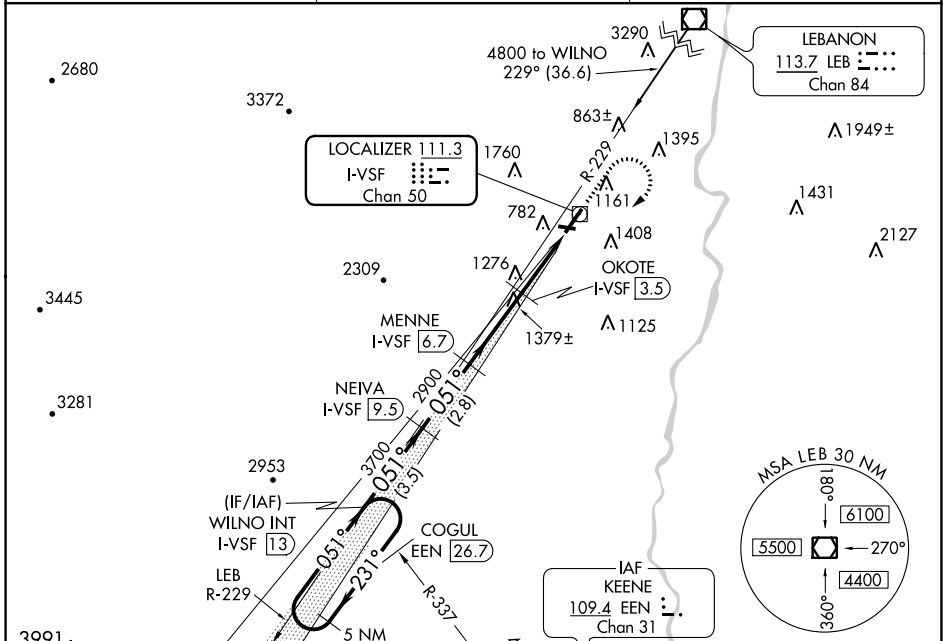 3290
4800 to WILNO
229° (36.6)
LEBANON
113.7 LEB
Chan 84
2680
3372
863±
1395
1949±
LOCALIZER 111.3
I-VSF
Chan 50
1760
R-229
1161
1431
782
1408
2127
2309
1276
OKOTE
I-VSF 3.5
3445
MENNE
I-VSF 6.7
1379±
1125
2900
051°
(2.8)
NEIVA
I-VSF 9.5
3281
3700
051°
(3.5)
2953
(IF/IAF)
WILNO INT
I-VSF 13
051°
231°
COGUL
EEN 26.7
LEB
R-229
R-337
5 NM
3991
IAF
KEENE
109.4 EEN
Chan 31
MSA LEB 30 NM
180°
6100
5500
270°
4400
360°